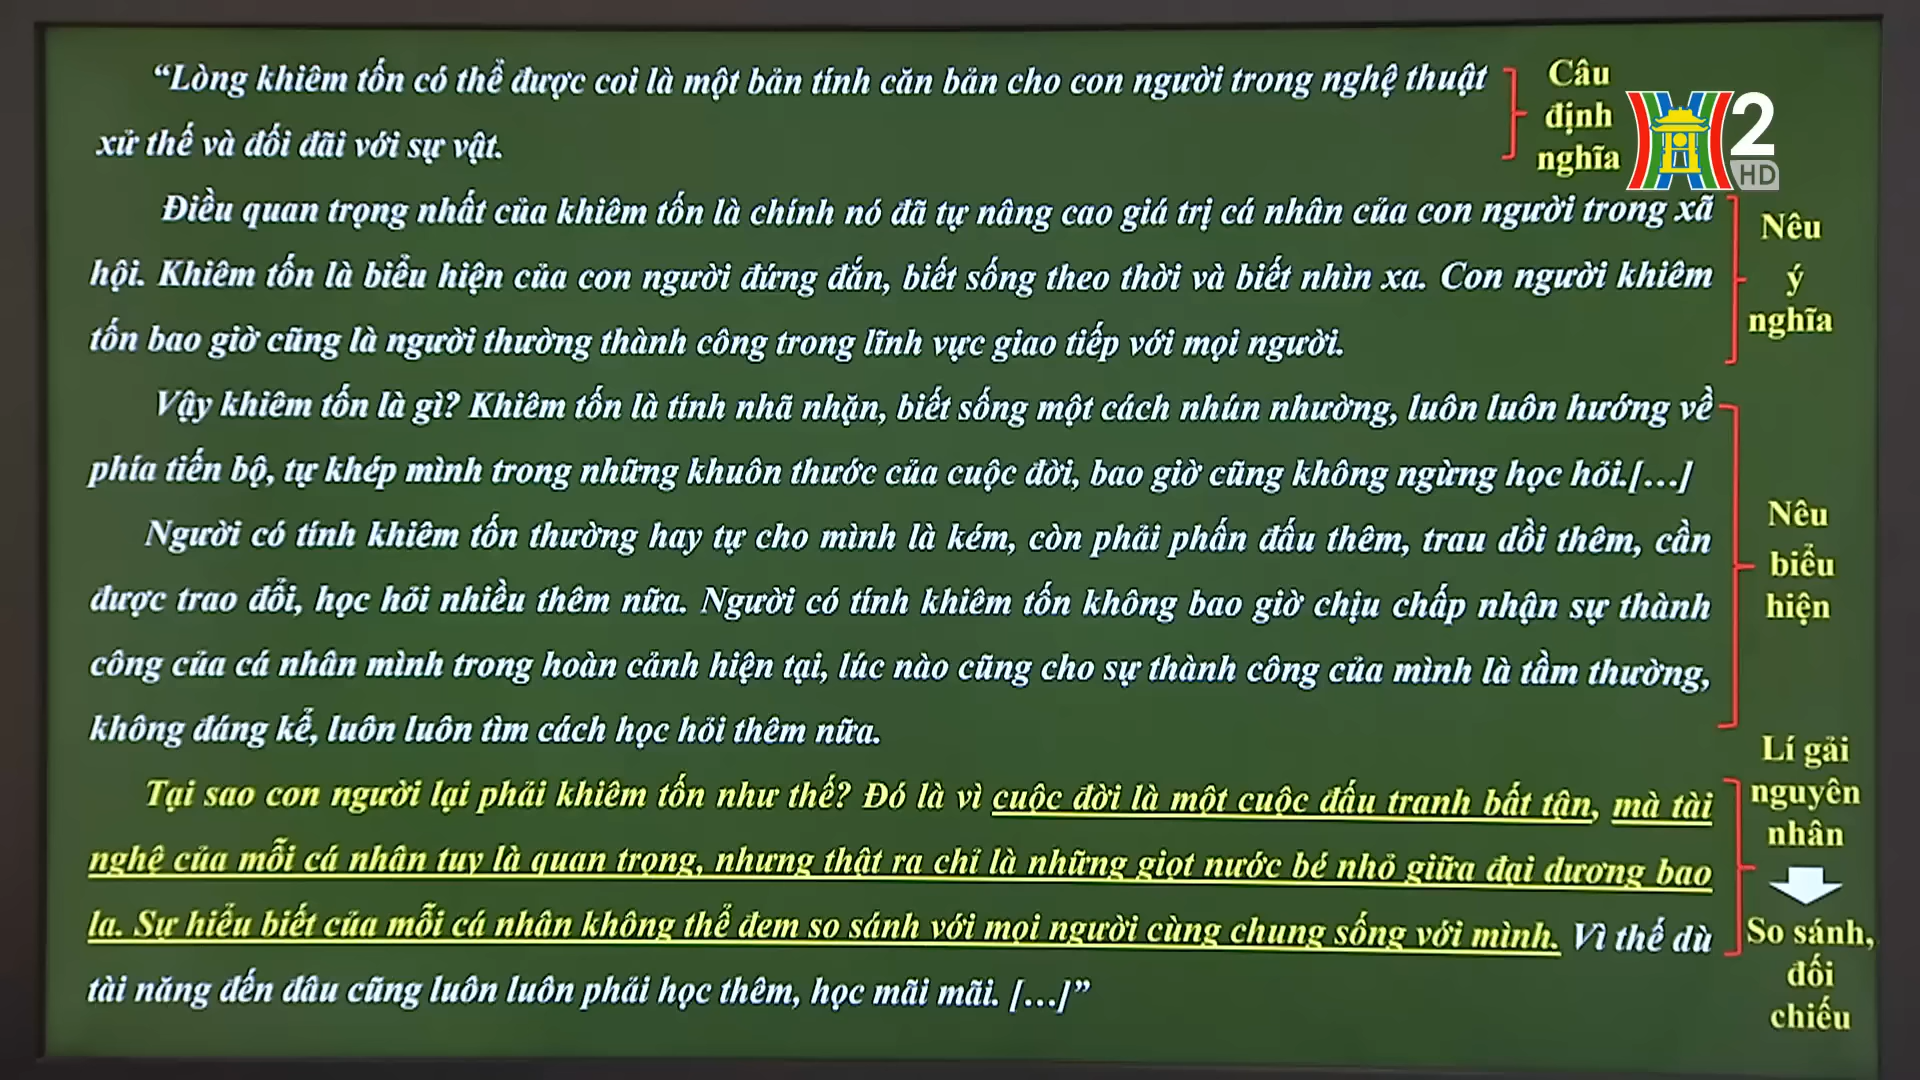 “Lòng khiêm tốn có thể được coi là một bản tính căn bản cho con người trong nghệ thuật
xử thế và đối đãi với sự vật.
Câu
định
nghĩa
2
HD
Điều quan trọng nhất của khiêm tốn là chính nó đã tự nâng cao giá trị cá nhân của con người trong xã
hội. Khiêm tốn là biểu hiện của con người đứng đắn, biết sống theo thời và biết nhìn xa. Con người khiêm
tốn bao giờ cũng là người thường thành công trong lĩnh vực giao tiếp với mọi người.
Nêu
ý
nghĩa
Vậy khiêm tốn là gì? Khiêm tốn là tính nhã nhặn, biết sống một cách nhún nhường, luôn luôn hướng về
phía tiến bộ, tự khép mình trong những khuôn thước của cuộc đời, bao giờ cũng không ngừng học hỏi.[…]
Người có tính khiêm tốn thường hay tự cho mình là kém, còn phải phấn đấu thêm, trau dồi thêm, cần
được trao đổi, học hỏi nhiều thêm nữa. Người có tính khiêm tốn không bao giờ chịu chấp nhận sự thành
công của cá nhân mình trong hoàn cảnh hiện tại, lúc nào cũng cho sự thành công của mình là tầm thường,
không đáng kể, luôn luôn tìm cách học hỏi thêm nữa.
Nêu
biểu
hiện
Tại sao con người lại phải khiêm tốn như thế? Đó là vì cuộc đời là một cuộc đấu tranh bất tận, mà tài
nghệ của mỗi cá nhân tuy là quan trọng, nhưng thật ra chỉ là những giọt nước bé nhỏ giữa đại dương bao
la. Sự hiểu biết của mỗi cá nhân không thể đem so sánh với mọi người cùng chung sống với mình. Vì thế dù
tài năng đến đâu cũng luôn luôn phải học thêm, học mãi mãi. […]”
Lí gải
nguyên
nhân
So sánh,
đối
chiếu